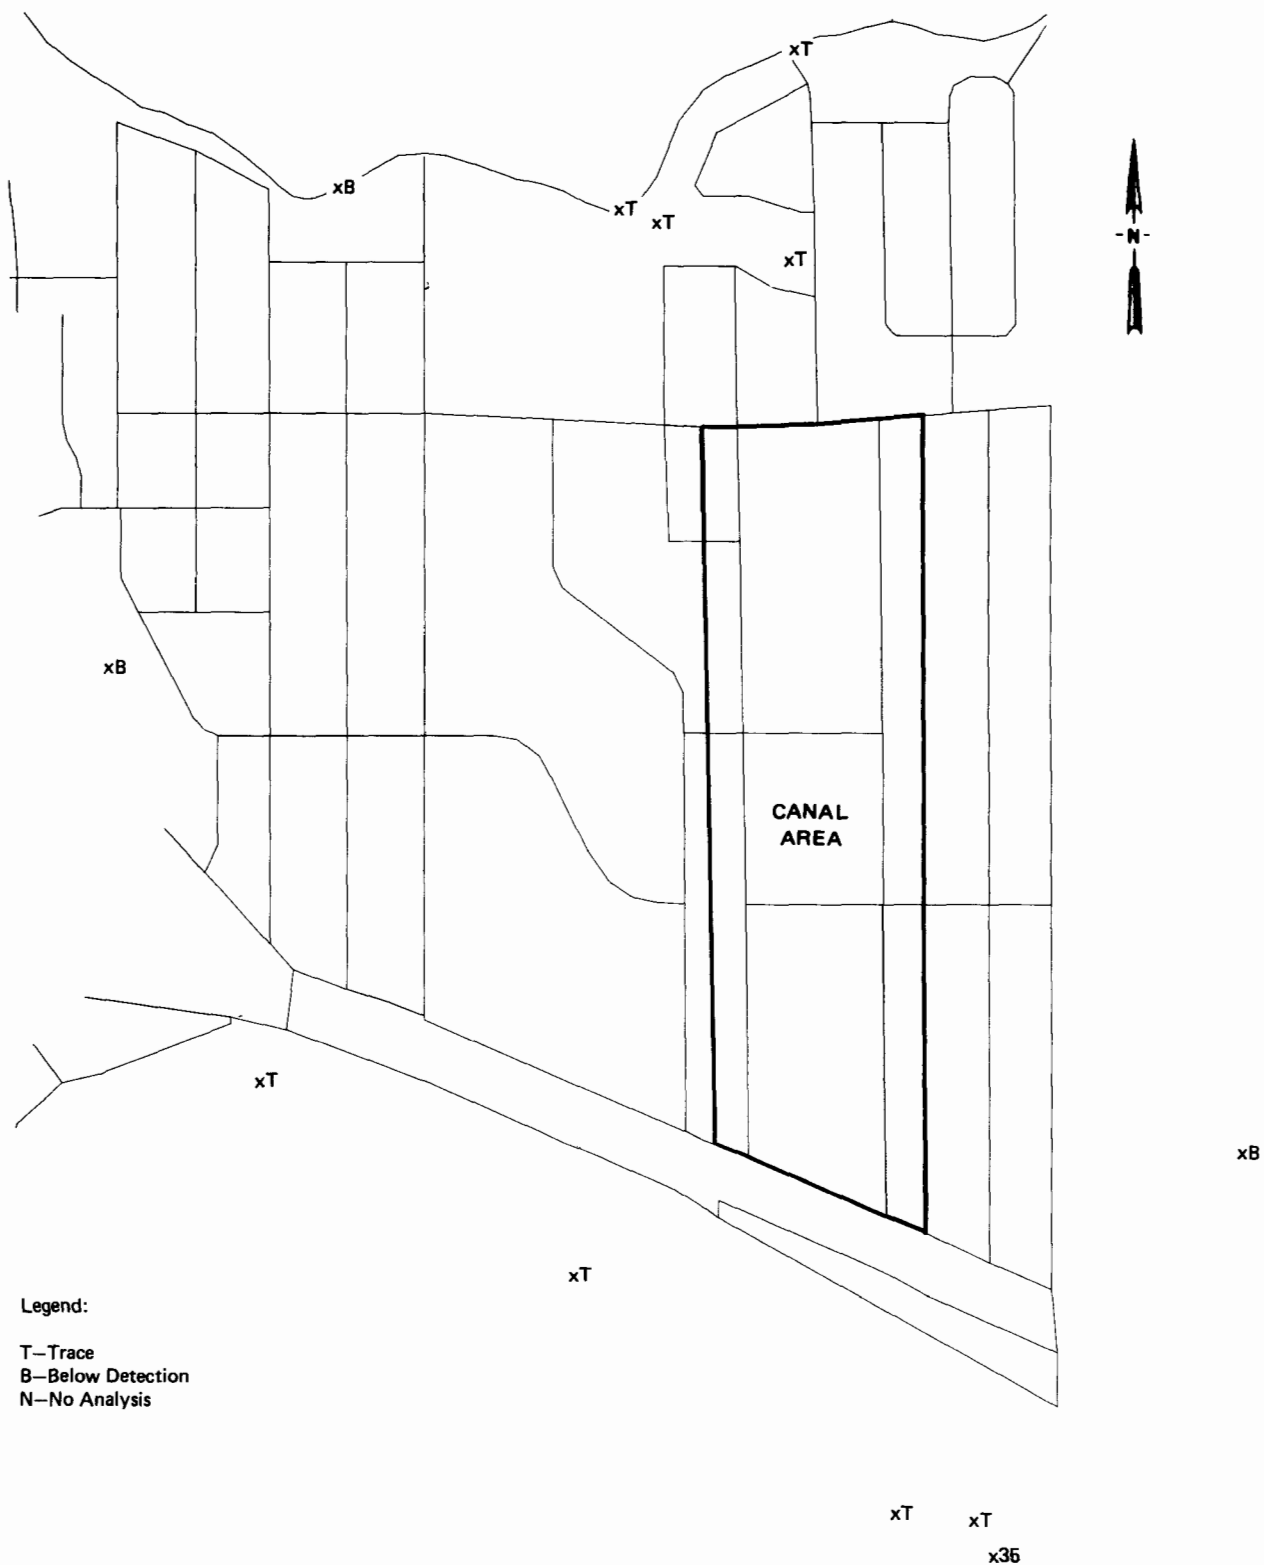 xT
xB
xT
xT
-N-
xT
xB
CANAL
AREA
xT
xB
xT
Legend:
T—Trace
B—Below Detection
N—No Analysis
xT
xT
x35